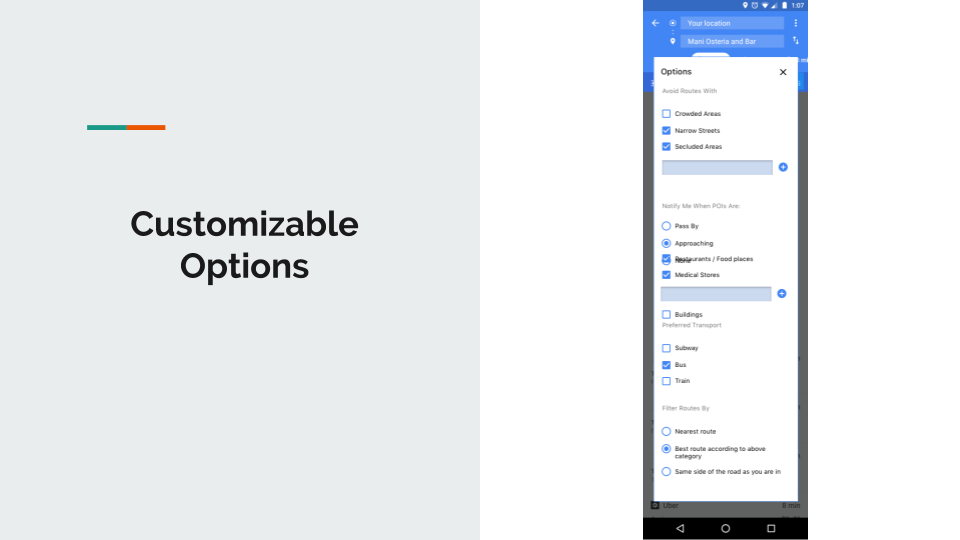 Customizable
Options
1:07
Your location
Mani Osteria and Bar
Options
Avoid Routes With
Crowded Areas
Narrow Streets
Secluded Areas
Notify Me When POIs Are:
Pass By
Approaching
Restaurants / Food places
None
Medical Stores
Buildings
Preferred Transport
Subway
Bus
Train
Filter Routes By
Nearest route
Best route according to above
category
Same side of the road as you are in
Uber
8 min